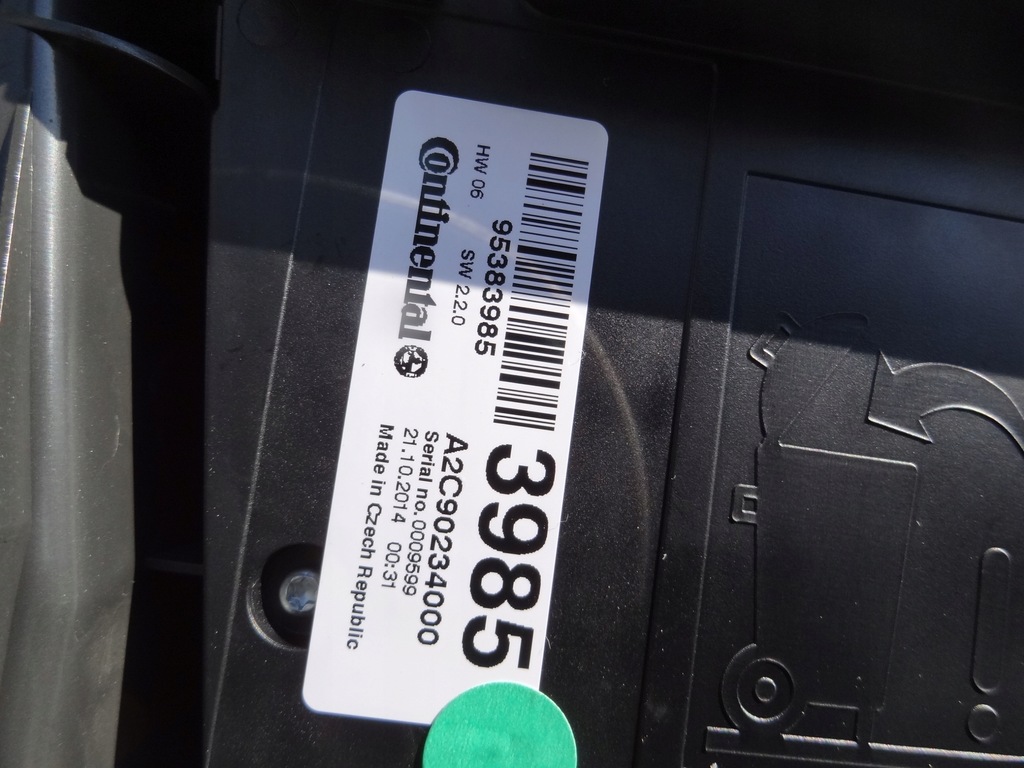 95383985
HW 06 SW 2.2.0
Continental
3985
A2C90234000
Serial no. 0009599
21.10.2014 00:31
Made in Czech Republic